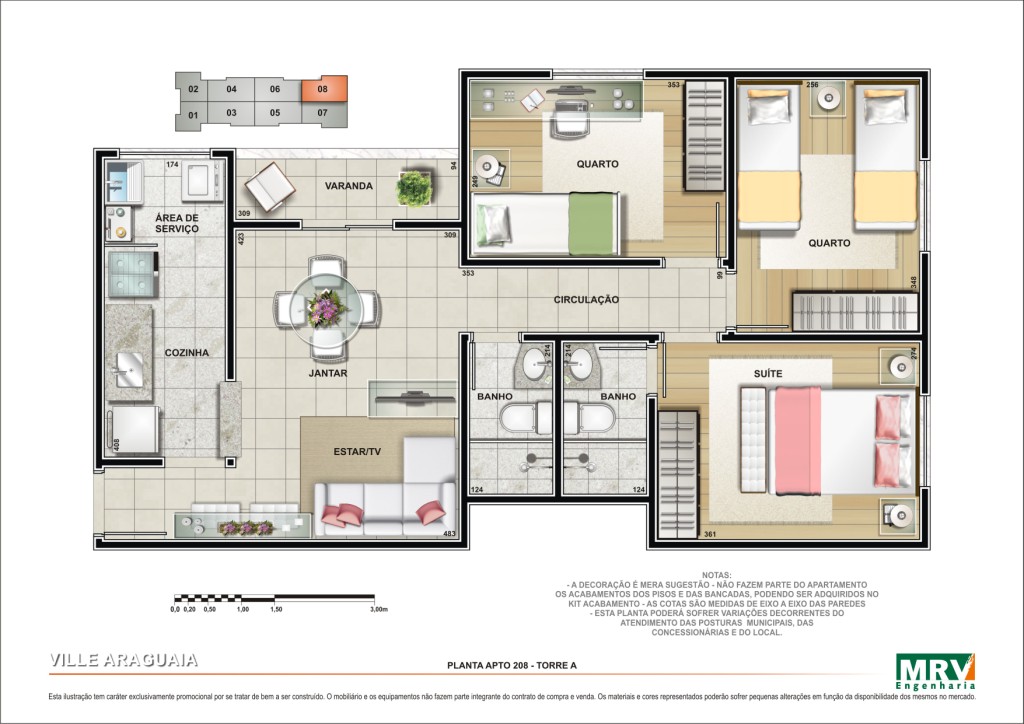 02 04 06 08
01 03 05 07
353
256
174
94
QUARTO
249
VARANDA
ÁREA DE
SERVIÇO
309
423
309
QUARTO
353
99
348
CIRCULAÇÃO
COZINHA
JANTAR
214
214
SUÍTE
274
BANHO
BANHO
408
ESTAR/TV
124
124
483
361
0,0 0,20 0,50 1,00 1,50 3,00m
NOTAS:
- A DECORAÇÃO É MERA SUGESTÃO - NÃO FAZEM PARTE DO APARTAMENTO
OS ACABAMENTOS DOS PISOS E DAS BANCADAS, PODENDO SER ADQUIRIDOS NO
KIT ACABAMENTO - AS COTAS SÃO MEDIDAS DE EIXO A EIXO DAS PAREDES
- ESTA PLANTA PODERÁ SOFRER VARIAÇÕES DECORRENTES DO
ATENDIMENTO DAS POSTURAS MUNICIPAIS, DAS
CONCESSIONÁRIAS E DO LOCAL.
VILLE ARAGUAIA
PLANTA APTO 208 - TORRE A
MRV
Engenharia
Esta ilustração tem caráter exclusivamente promocional por se tratar de bem a ser construído. O mobiliário e os equipamentos não fazem parte integrante do contrato de compra e venda. Os materiais e cores representados poderão sofrer pequenas alterações em função da disponibilidade dos mesmos no mercado.